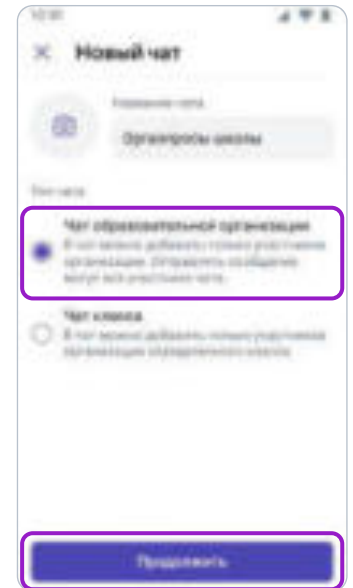 Новый чат
Название чата
Оргвопросы школы
Тип чата
Чат образовательной организации
В чат можно добавить только участников
организации. Отправлять сообщения
могут все участники чата.
Чат класса
В чат можно добавить только участников
организации определенного класса
Продолжить